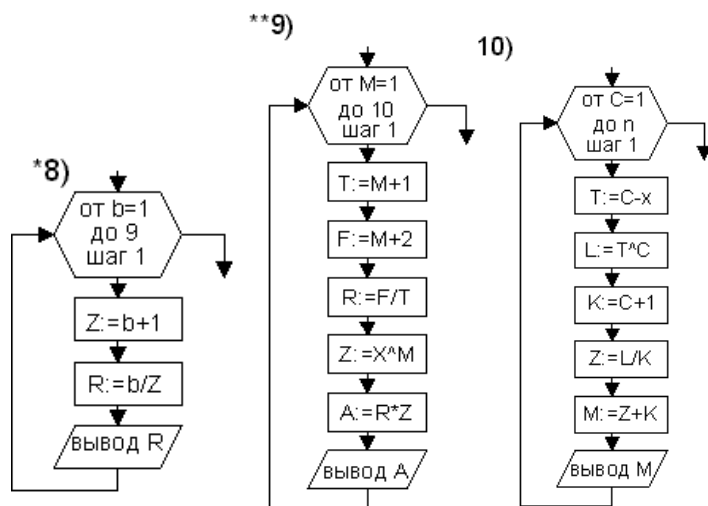 *8)
от b=1
до 9
шаг 1
Z:=b+1
R:=b/Z
вывод R
**9)
от M=1
до 10
шаг 1
T:=M+1
F:=M+2
R:=F/T
Z:=X^M
A:=R*Z
вывод A
10)
от C=1
до n
шаг 1
T:=C-x
L:=T^C
K:=C+1
Z:=L/K
M:=Z+K
вывод M